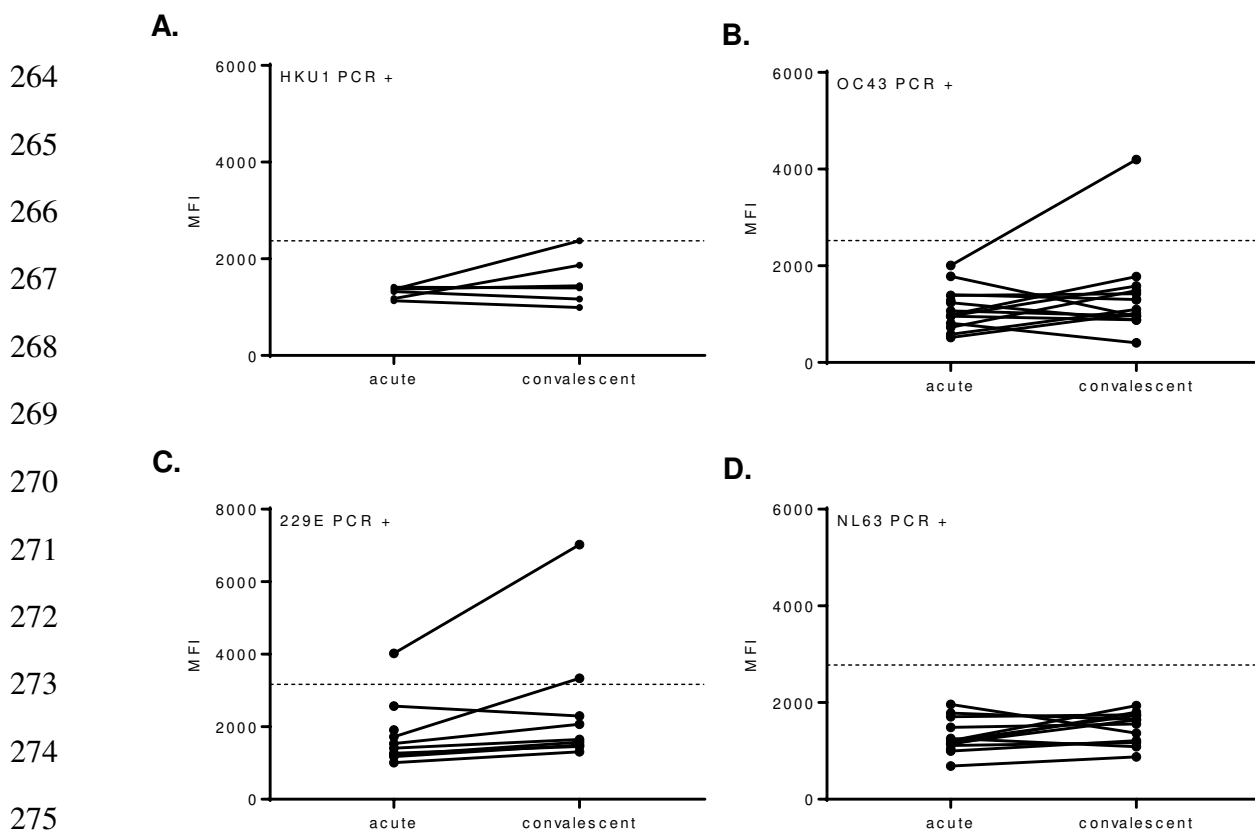 264
265
266
267
268
269
270
271
272
273
274
275
A.
HKU1 PCR +
6000
4000
2000
0
MFI
acute convalescent
B.
OC43 PCR +
6000
4000
2000
0
MFI
acute convalescent
C.
229E PCR +
8000
6000
4000
2000
0
MFI
acute convalescent
D.
NL63 PCR +
6000
4000
2000
0
MFI
acute convalescent